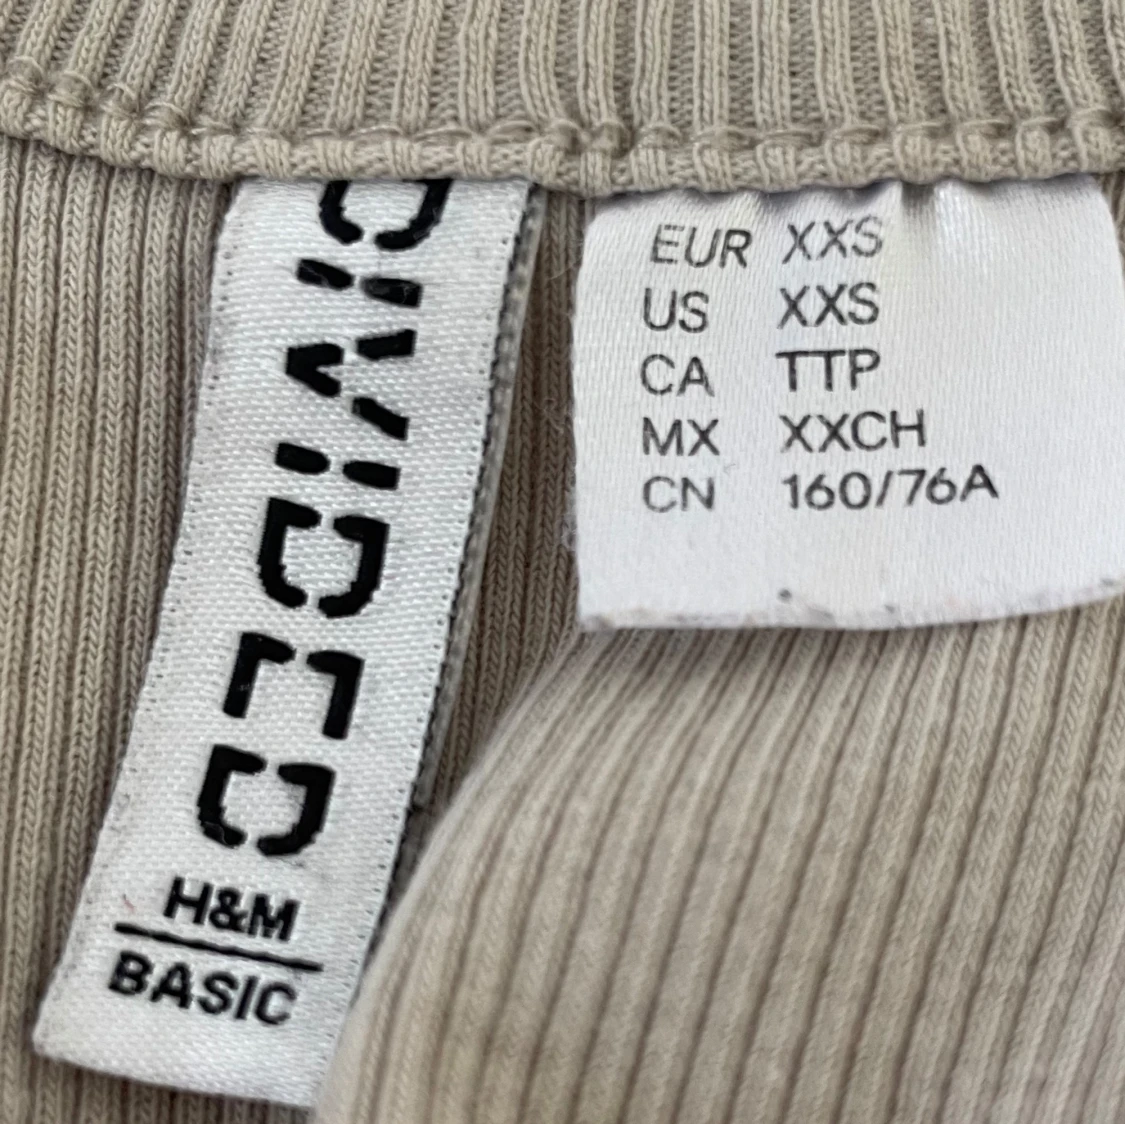 DIVIDED
H&M
BASIC
EUR XXS
US XXS
CA TTP
MX XXCH
CN 160/76A